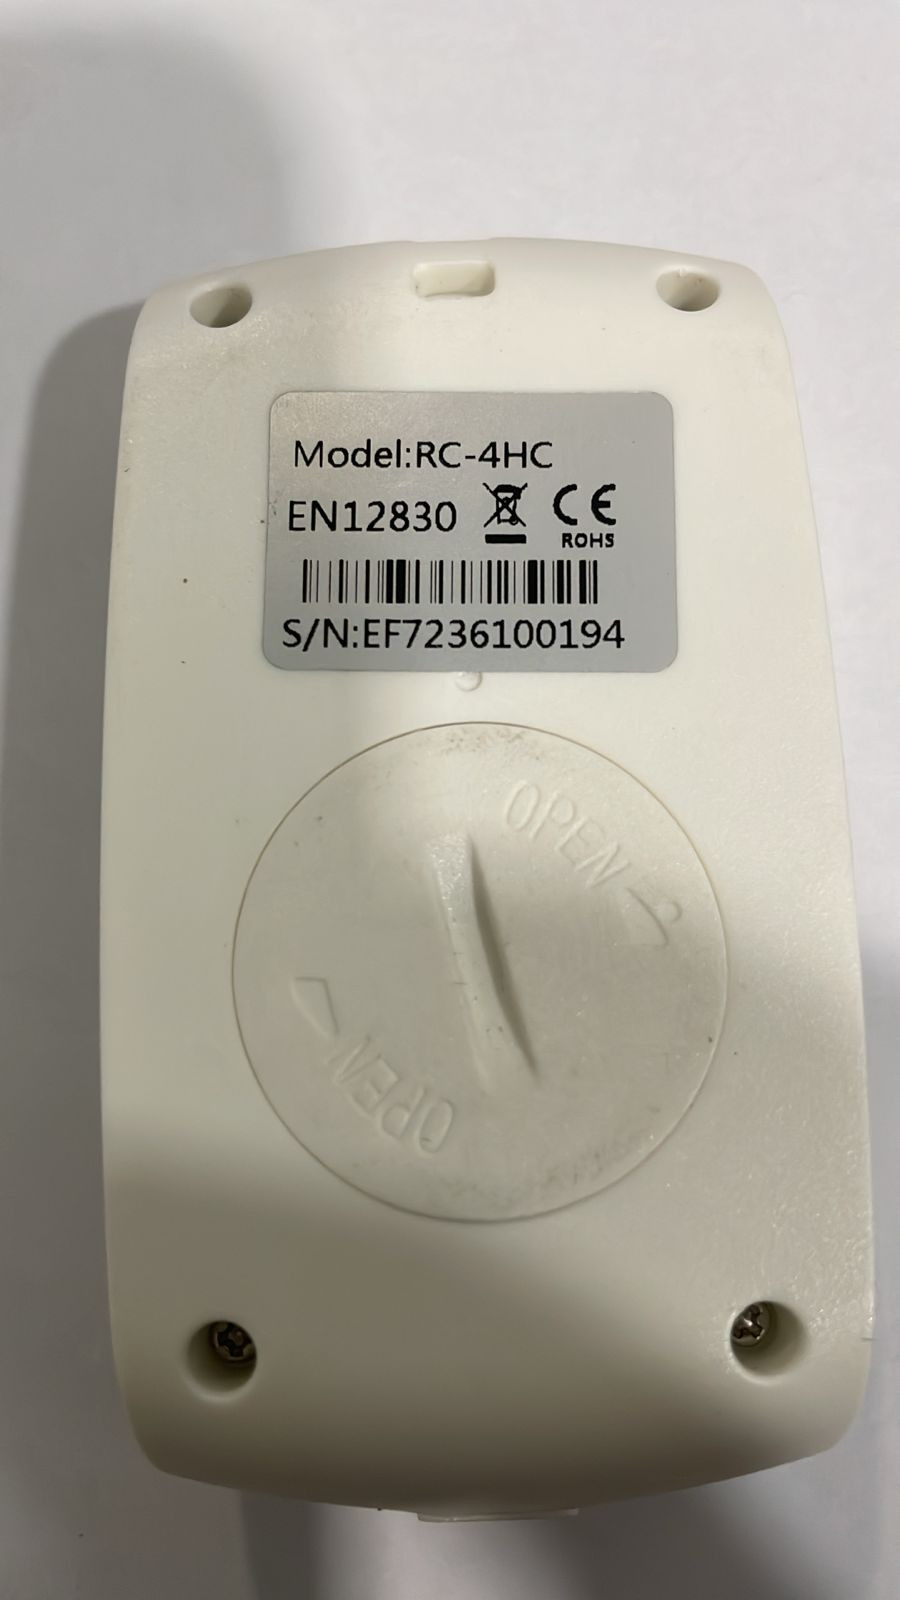 Model:RC-4HC
EN12830 CE
ROHS
S/N:EF7236100194
OPEN
OPEN